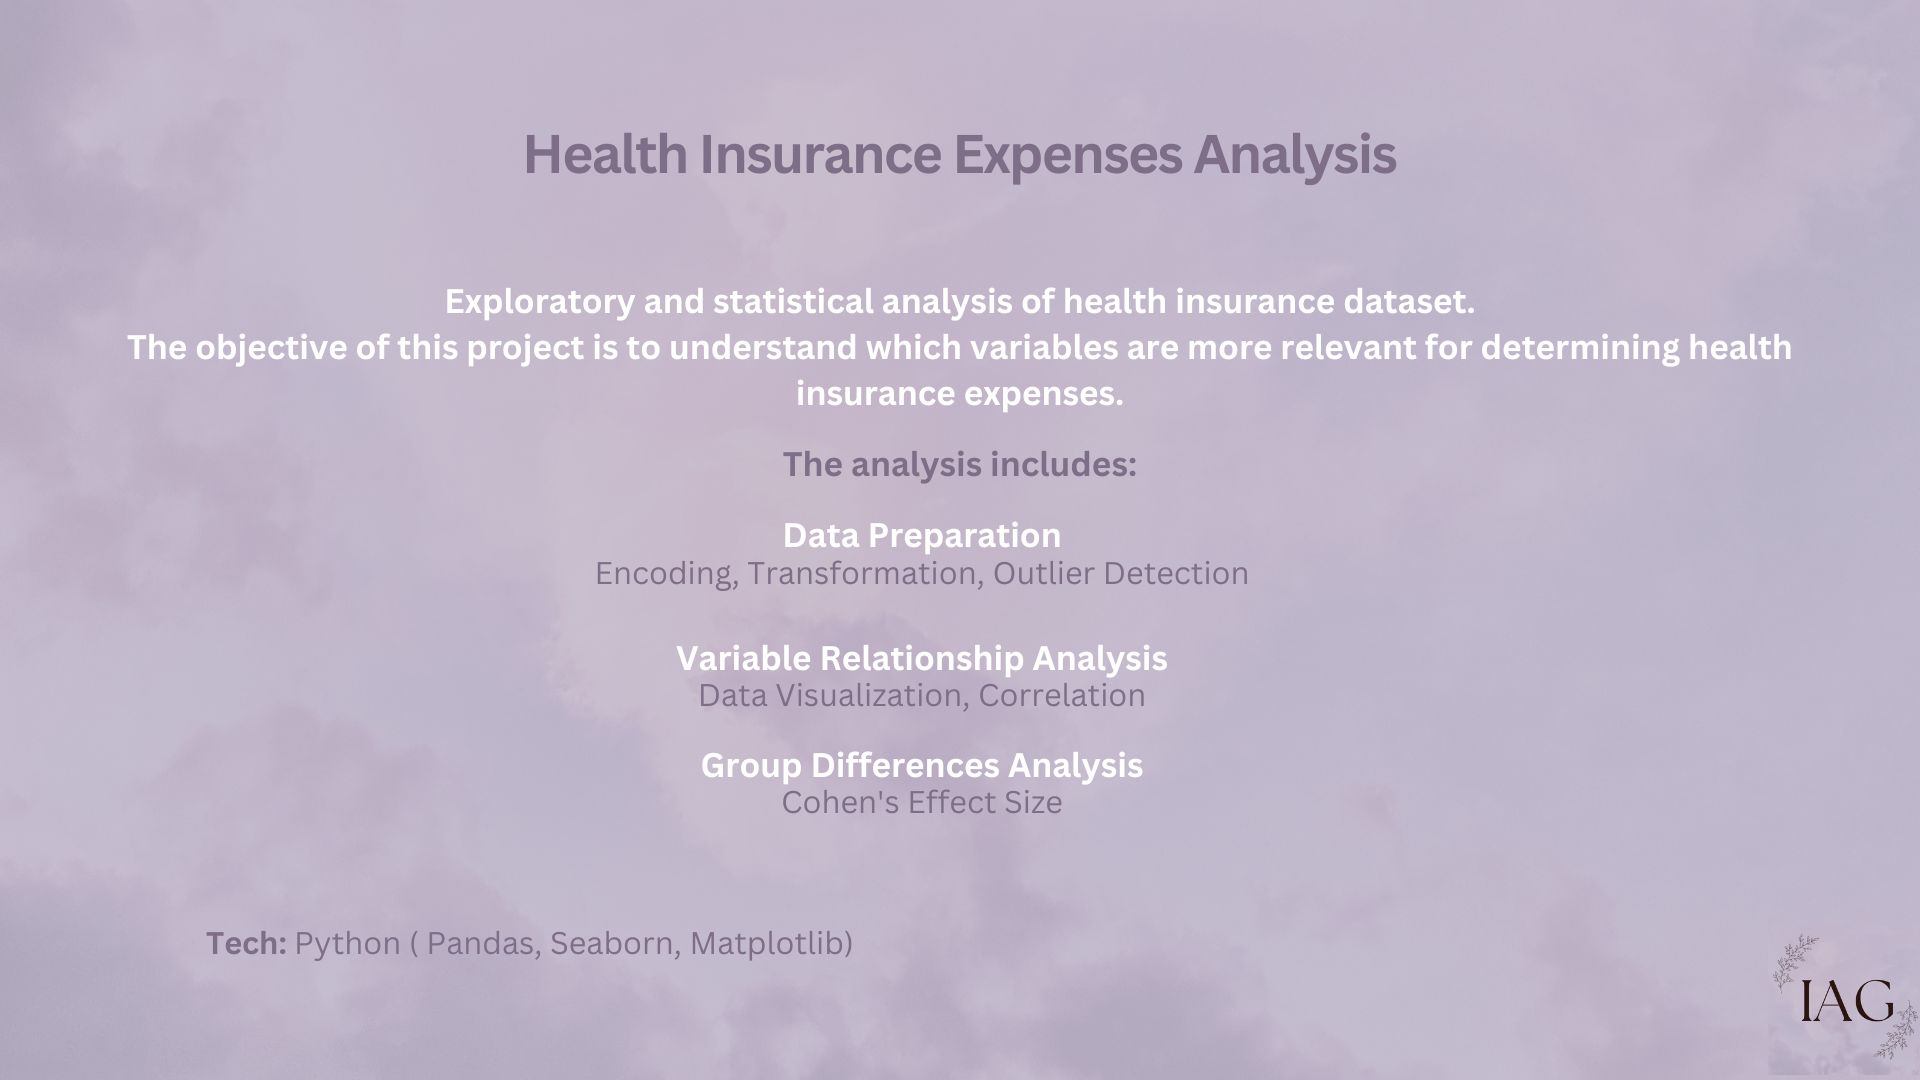 Health Insurance Expenses Analysis
Exploratory and statistical analysis of health insurance dataset.
The objective of this project is to understand which variables are more relevant for determining health
insurance expenses.
The analysis includes:
Data Preparation
Encoding, Transformation, Outlier Detection
Variable Relationship Analysis
Data Visualization, Correlation
Group Differences Analysis
Cohen's Effect Size
Tech: Python ( Pandas, Seaborn, Matplotlib)
IAG